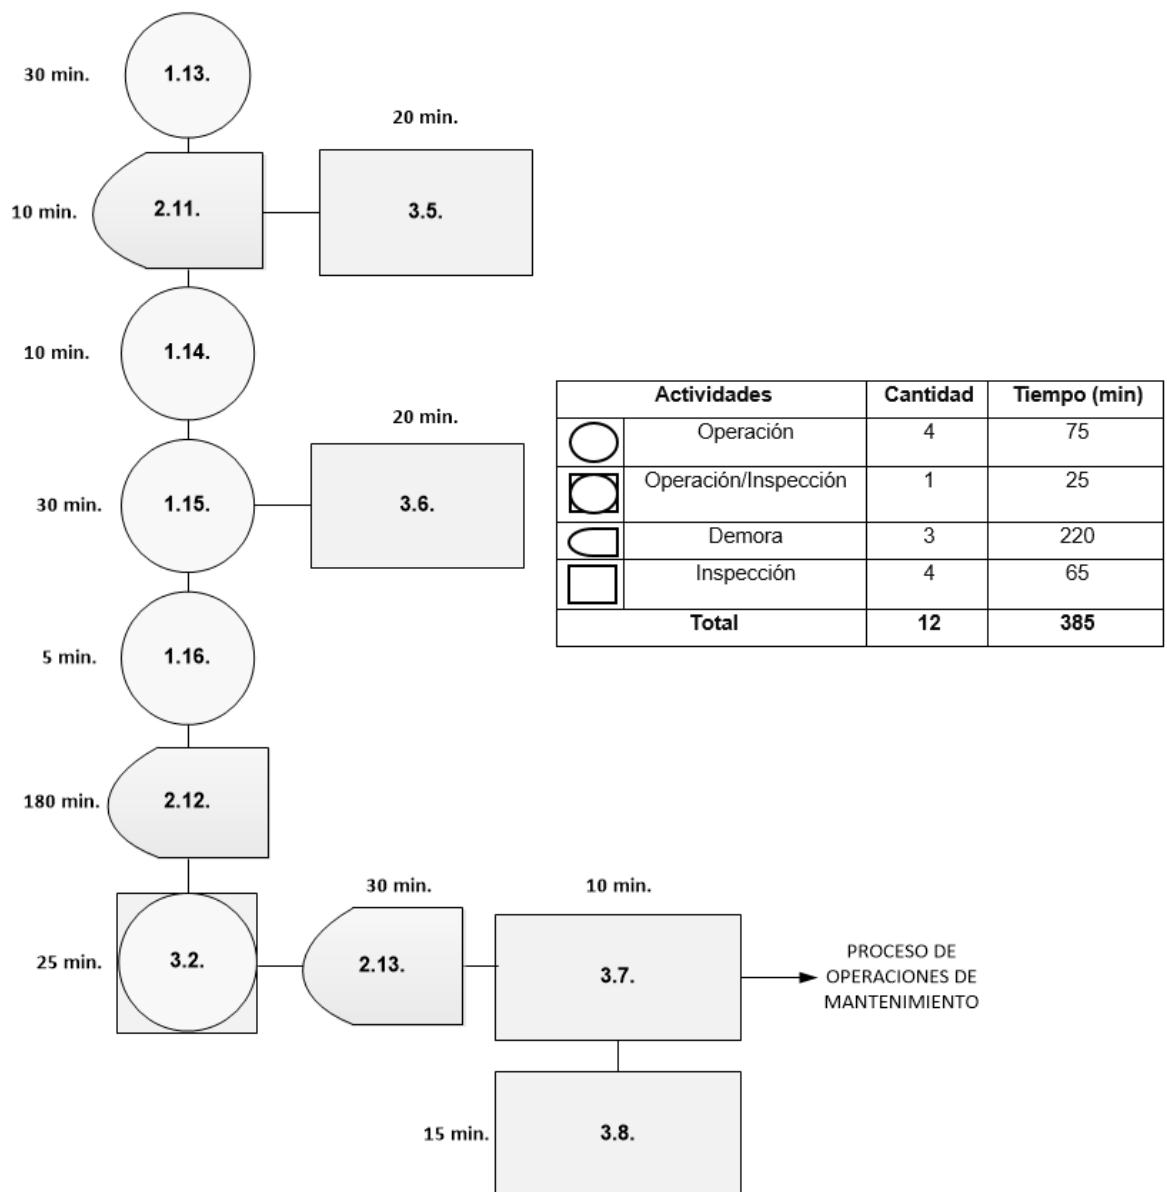 30 min.
1.13.
20 min.
10 min.
2.11.
3.5.
10 min.
1.14.
20 min.
30 min.
1.15.
3.6.
Actividades Cantidad Tiempo (min)
Operación 4 75
Operación/Inspección 1 25
Demora 3 220
Inspección 4 65
Total 12 385
5 min.
1.16.
180 min.
2.12.
30 min.
10 min.
25 min.
3.2.
2.13.
3.7.
PROCESO DE
OPERACIONES DE
MANTENIMIENTO
15 min.
3.8.